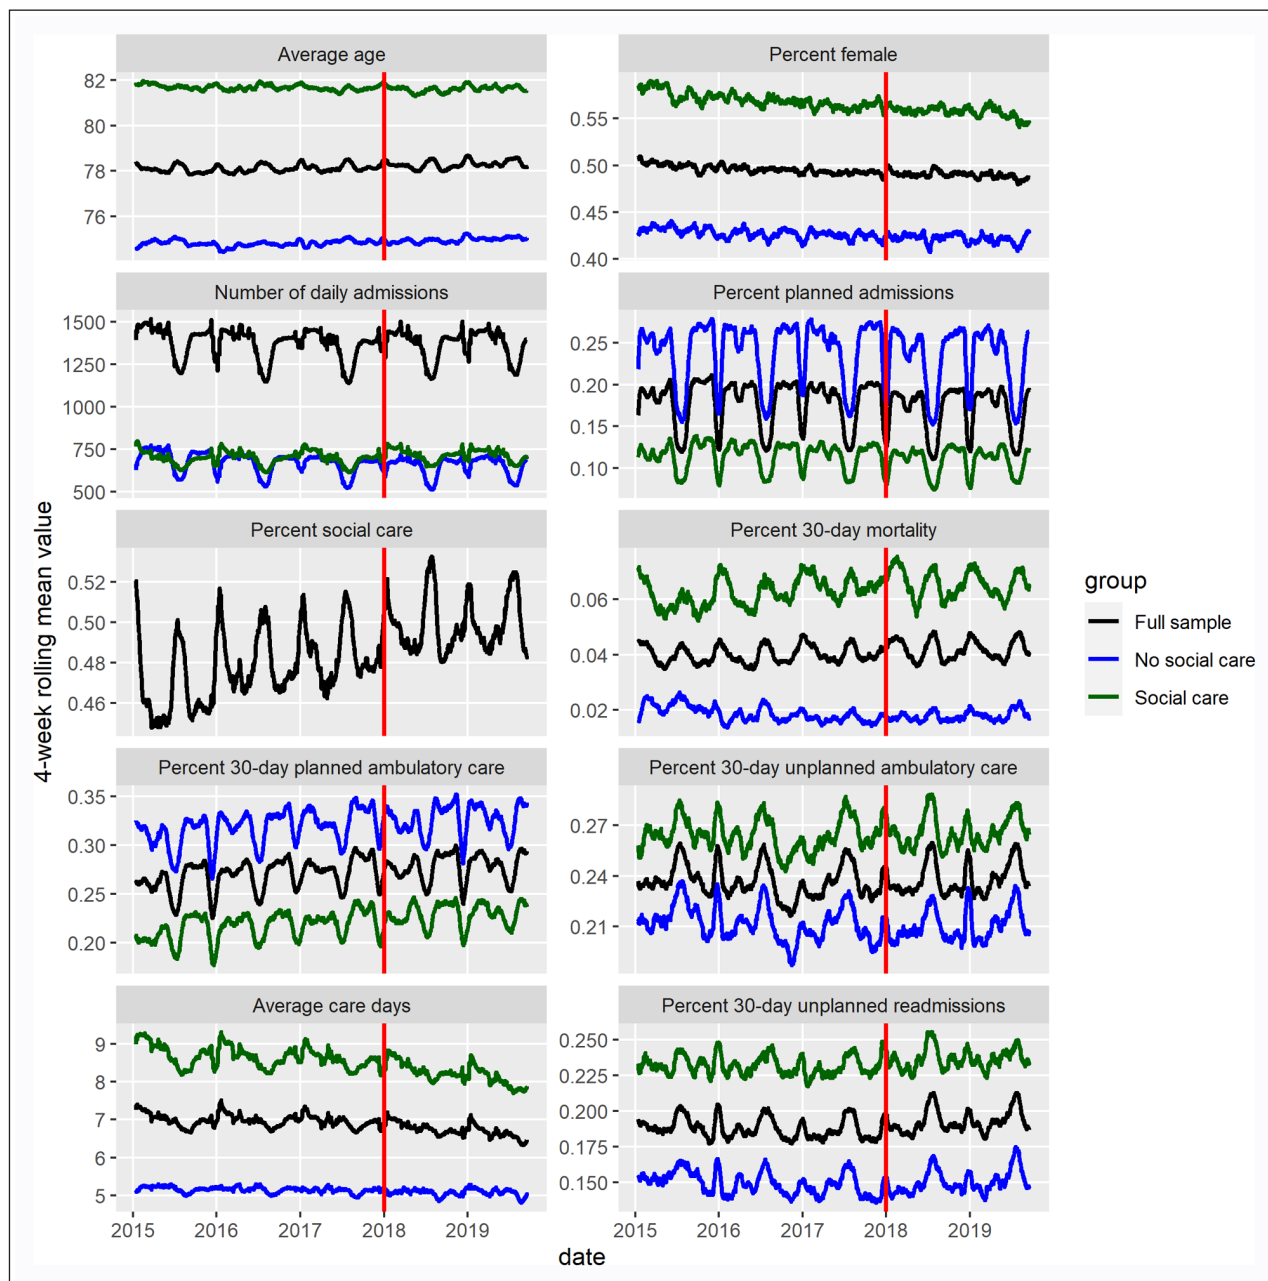 Average age
Percent female
82
80
78
76
0.55
0.50
0.45
0.40
Number of daily admissions
Percent planned admissions
1500
1250
1000
750
500
0.25
0.20
0.15
0.10
Percent social care
Percent 30-day mortality
0.52
0.50
0.48
0.46
0.06
0.04
0.02
Percent 30-day planned ambulatory care
Percent 30-day unplanned ambulatory care
0.35
0.30
0.25
0.20
0.27
0.24
0.21
Average care days
Percent 30-day unplanned readmissions
9
8
7
6
5
0.250
0.225
0.200
0.175
0.150
2015 2016 2017 2018 2019
2015 2016 2017 2018 2019
date
4-week rolling mean value
group
Full sample
No social care
Social care